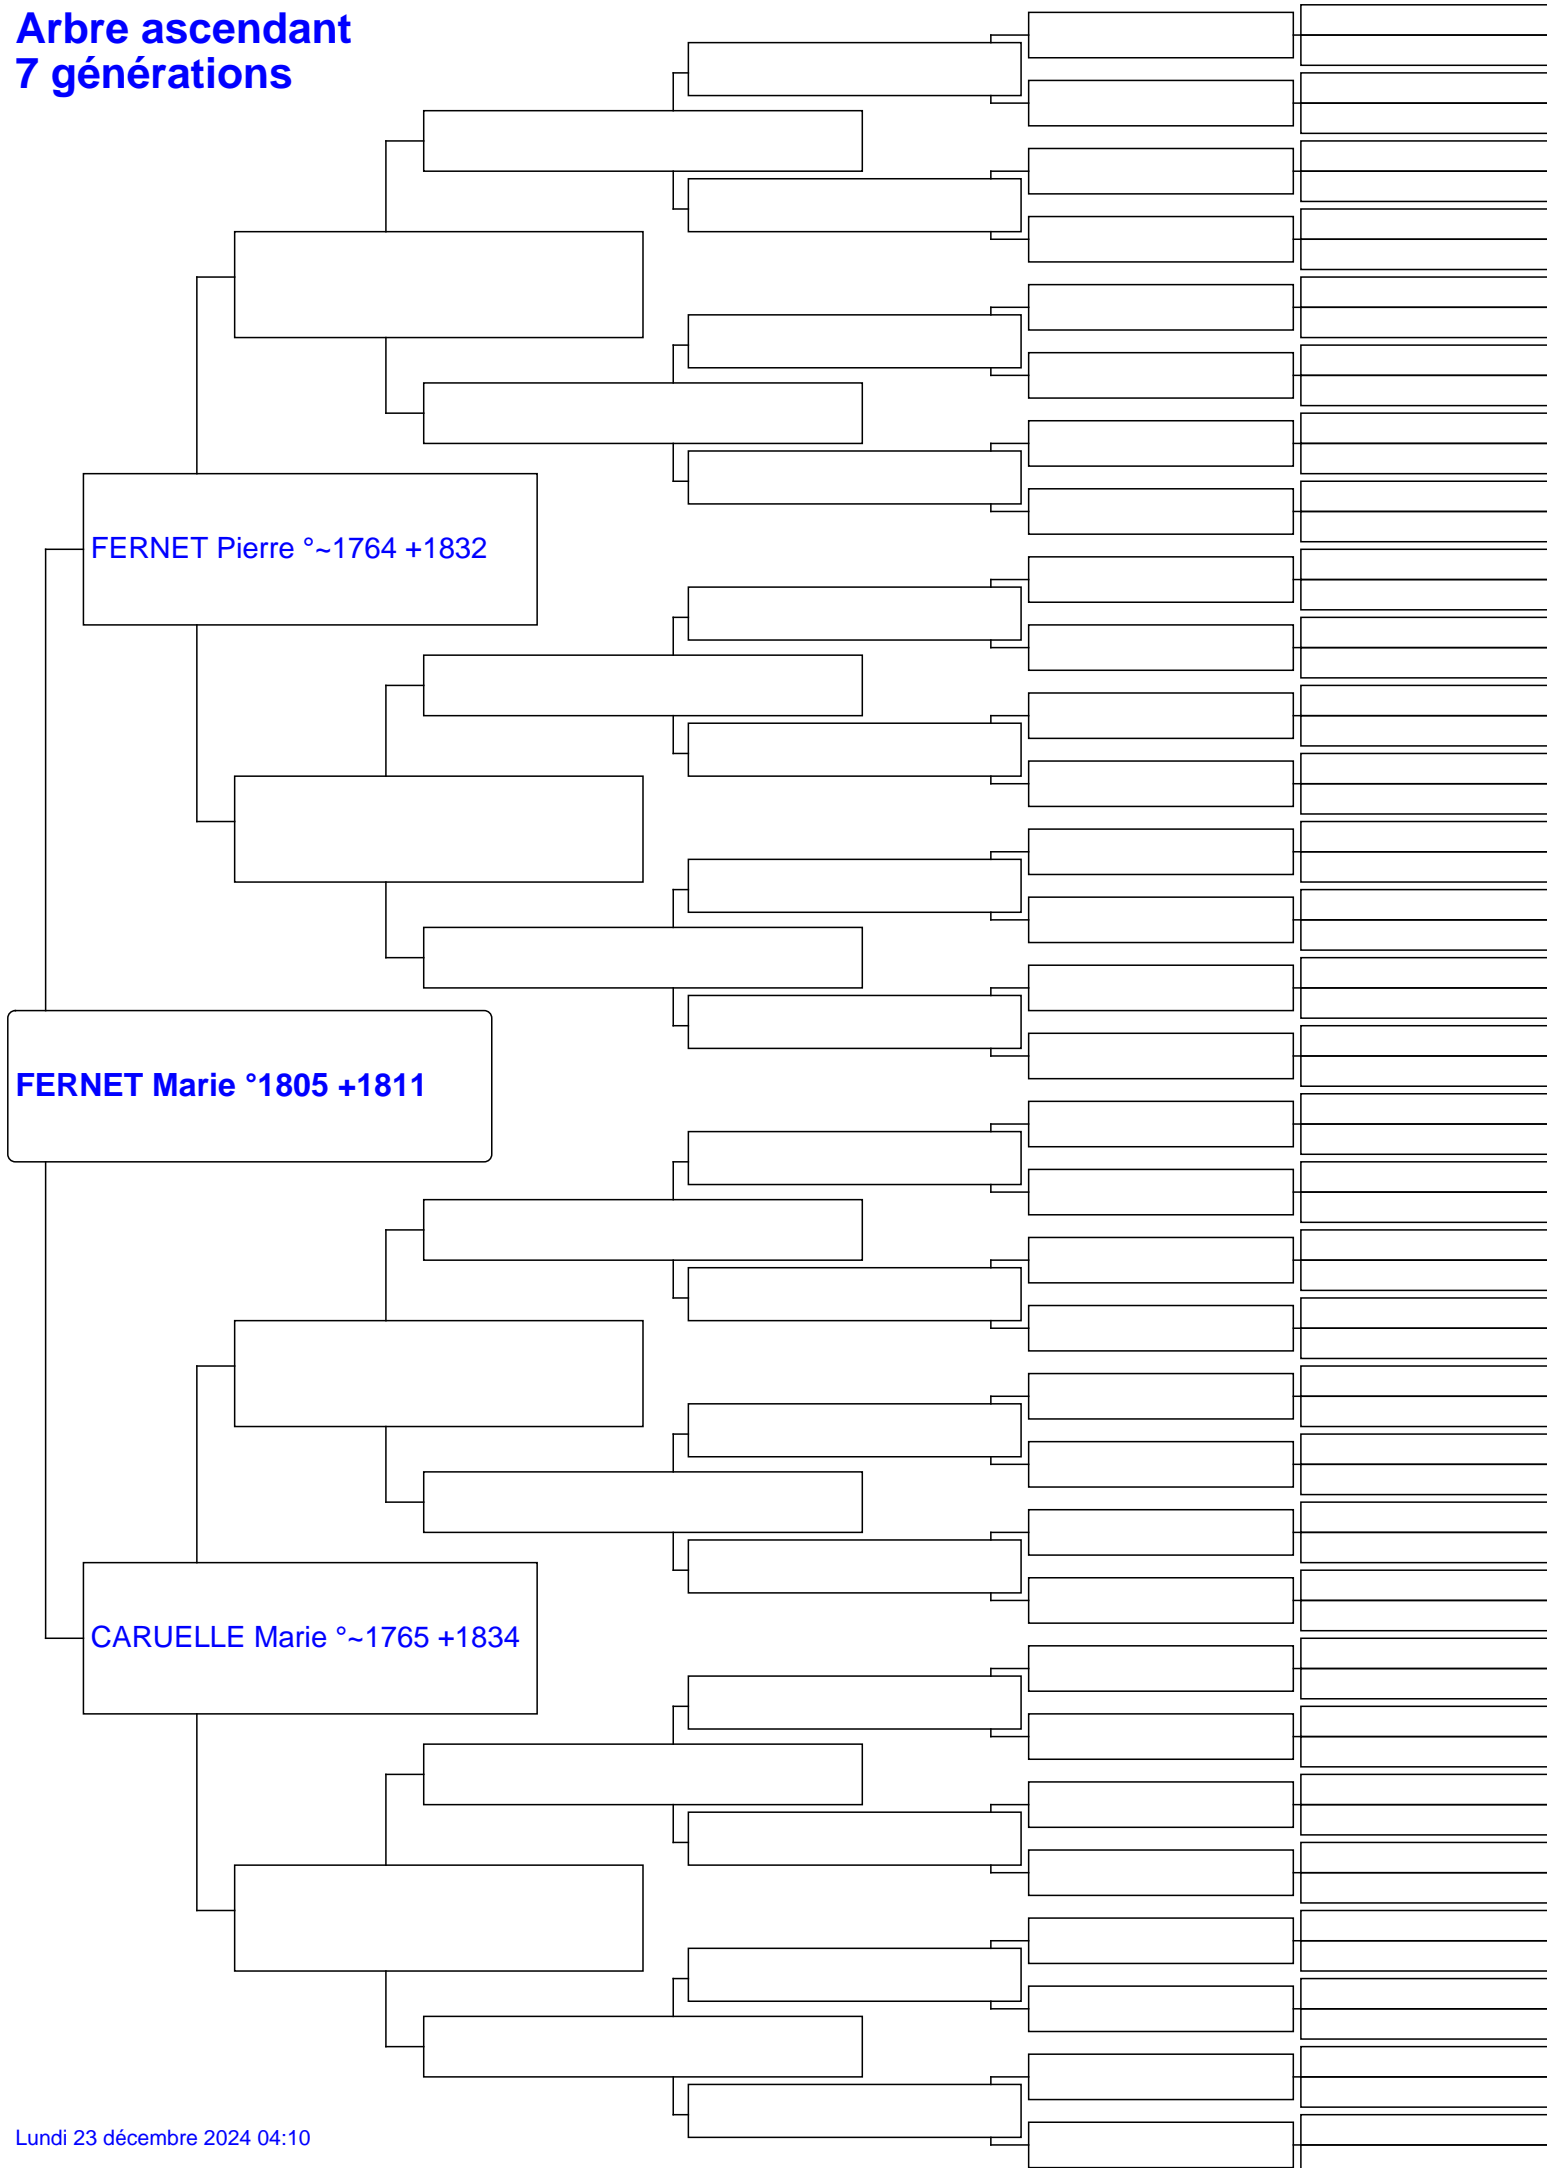 Arbre ascendant
7 générations
FERNET Pierre °~1764 +1832
FERNET Marie °1805 +1811
CARUELLE Marie °~1765 +1834
Lundi 23 décembre 2024 04:10